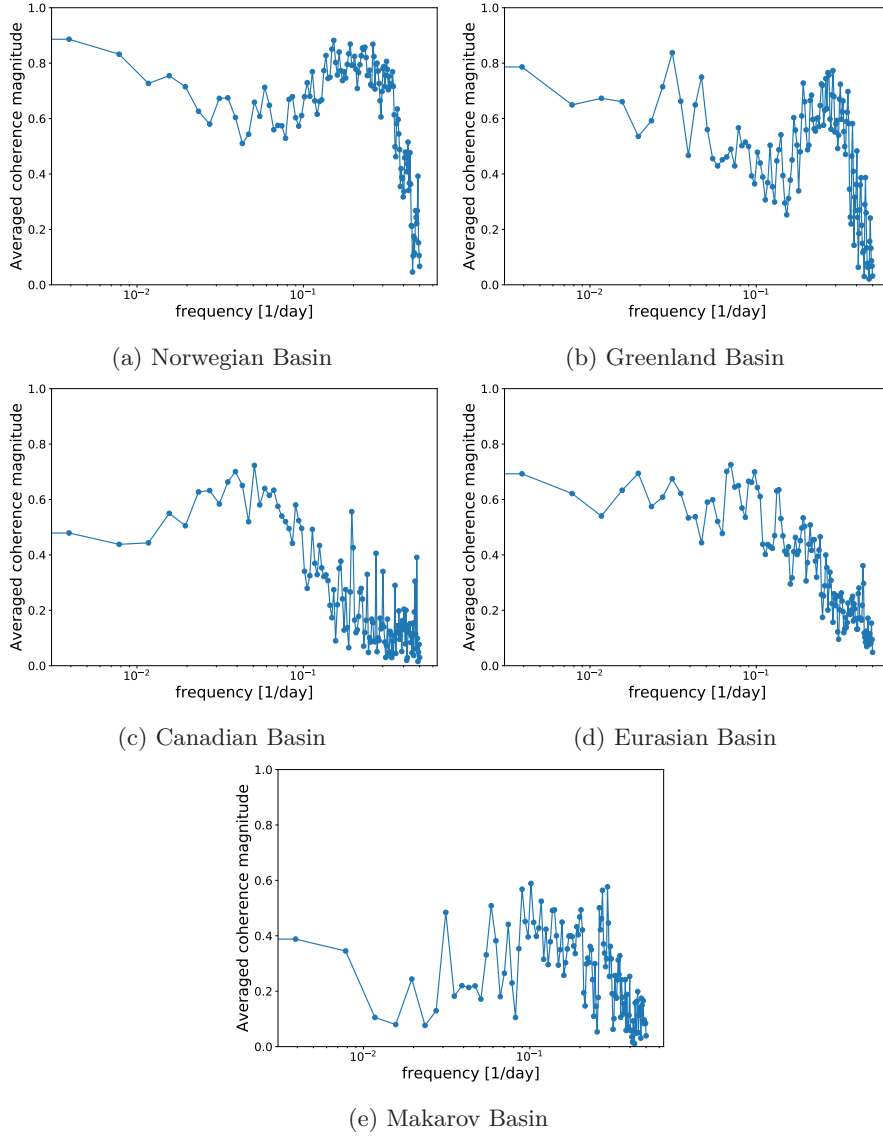 1.0
0.8
0.6
0.4
0.2
0.0
Averaged coherence magnitude
10⁻²
10⁻¹
frequency [1/day]
(a) Norwegian Basin
1.0
0.8
0.6
0.4
0.2
0.0
Averaged coherence magnitude
10⁻²
10⁻¹
frequency [1/day]
(b) Greenland Basin
1.0
0.8
0.6
0.4
0.2
0.0
Averaged coherence magnitude
10⁻²
10⁻¹
frequency [1/day]
(c) Canadian Basin
1.0
0.8
0.6
0.4
0.2
0.0
Averaged coherence magnitude
10⁻²
10⁻¹
frequency [1/day]
(d) Eurasian Basin
1.0
0.8
0.6
0.4
0.2
0.0
Averaged coherence magnitude
10⁻²
10⁻¹
frequency [1/day]
(e) Makarov Basin